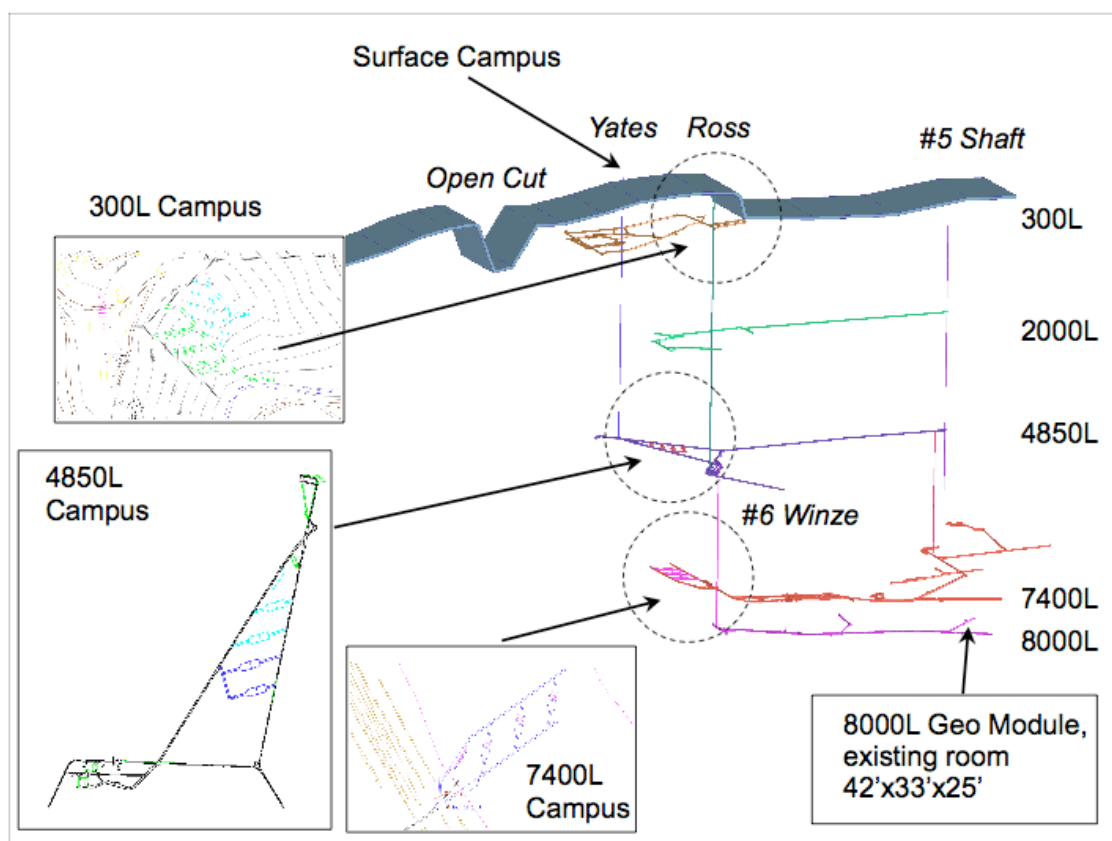 Surface Campus
Yates
Ross
#5 Shaft
Open Cut
300L Campus
300L
2000L
4850L
4850L
Campus
#6 Winze
7400L
8000L
7400L
Campus
8000L Geo Module,
existing room
42'x33'x25'